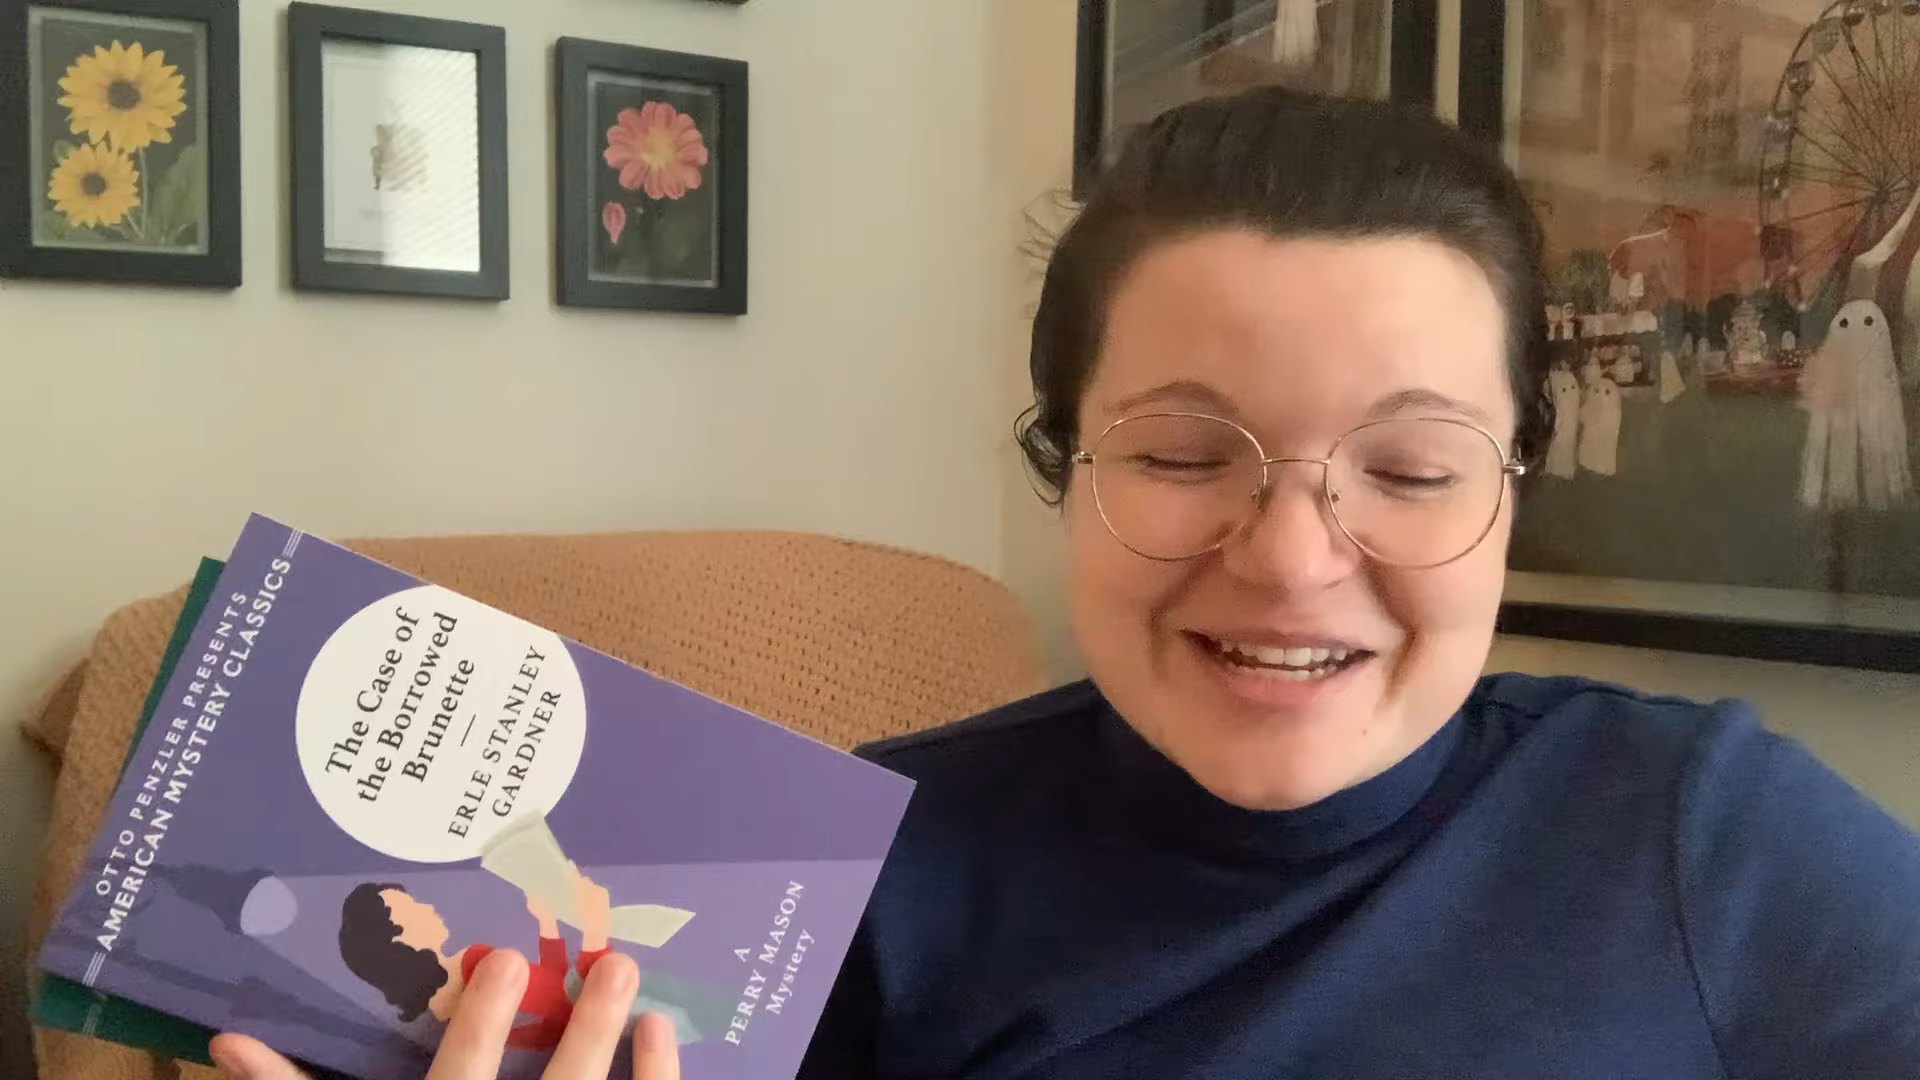 OTTO PENZLER PRESENTS
AMERICAN MYSTERY CLASSICS
The Case of
the Borrowed
Brunette
ERLE STANLEY
GARDNER
A
PERRY MASON
Mystery